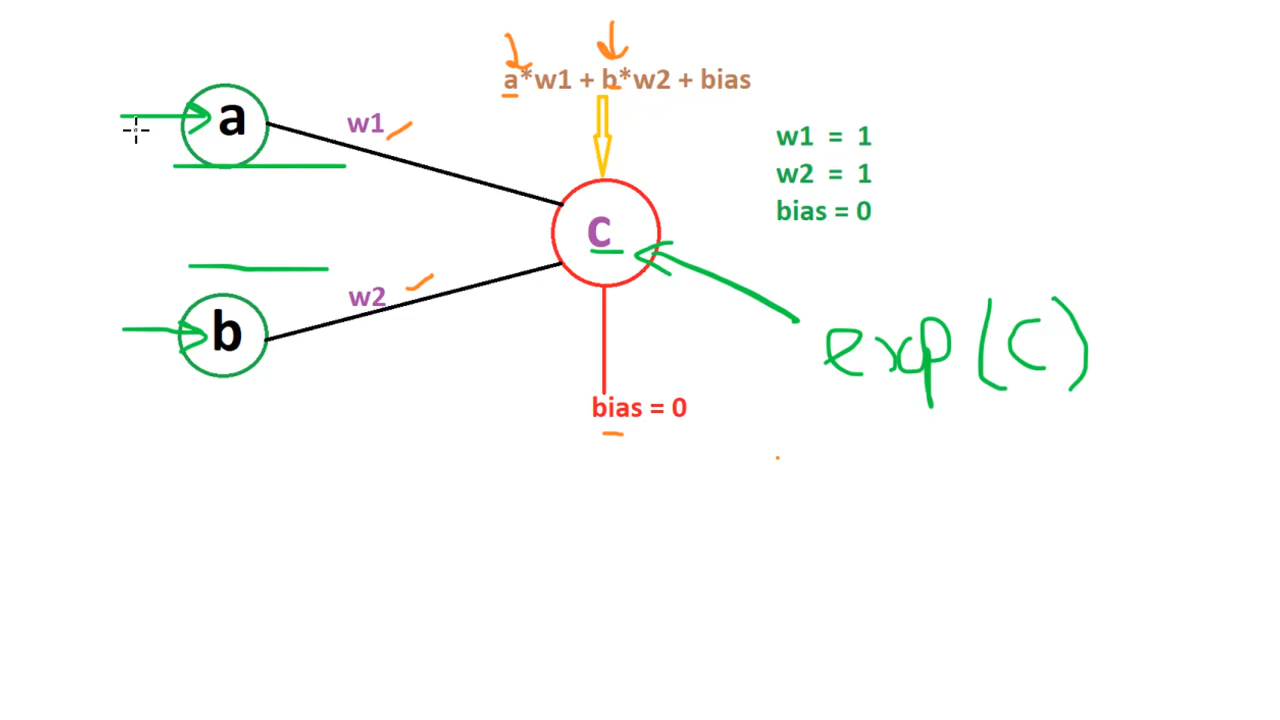 a*w1 + b*w2 + bias
a
w1
w1 = 1
w2 = 1
bias = 0
c
w2
b
exp(c)
bias = 0